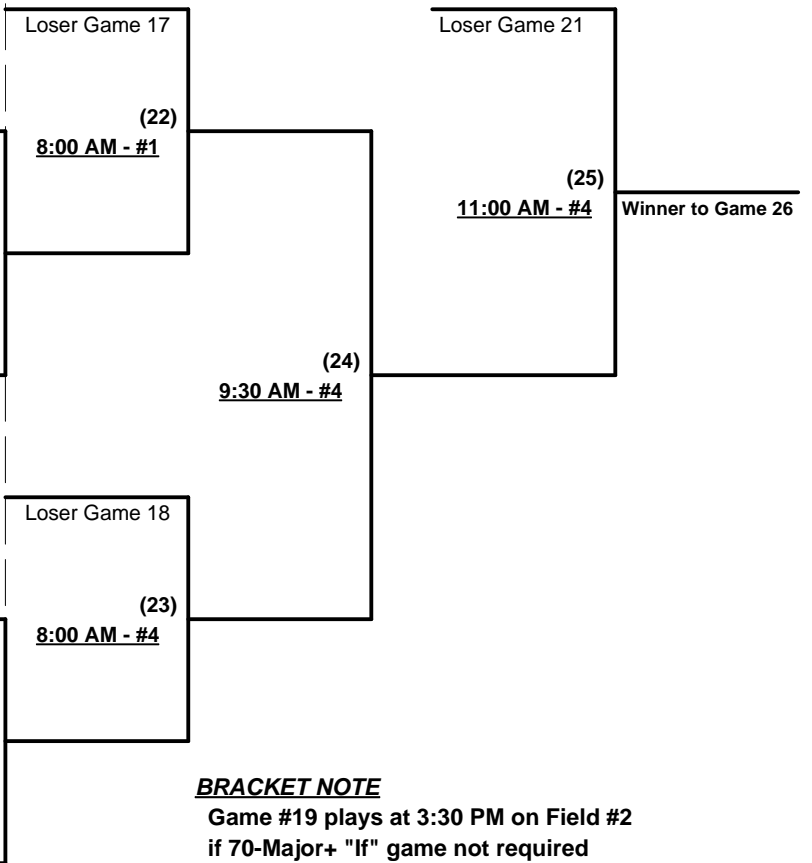 Loser Game 17
Loser Game 21
(22)
8:00 AM - #1
(25)
11:00 AM - #4
Winner to Game 26
(24)
9:30 AM - #4
Loser Game 18
(23)
8:00 AM - #4
BRACKET NOTE
Game #19 plays at 3:30 PM on Field #2
if 70-Major+ "If" game not required